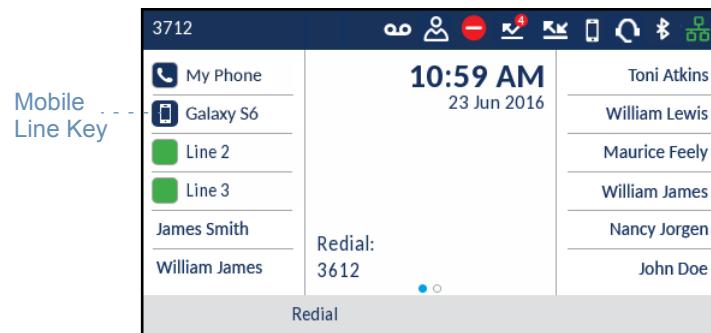 3712
4
Mobile
Line Key
My Phone
Galaxy S6
Line 2
Line 3
James Smith
William James
10:59 AM
23 Jun 2016
Redial:
3612
Toni Atkins
William Lewis
Maurice Feely
William James
Nancy Jorgen
John Doe
Redial